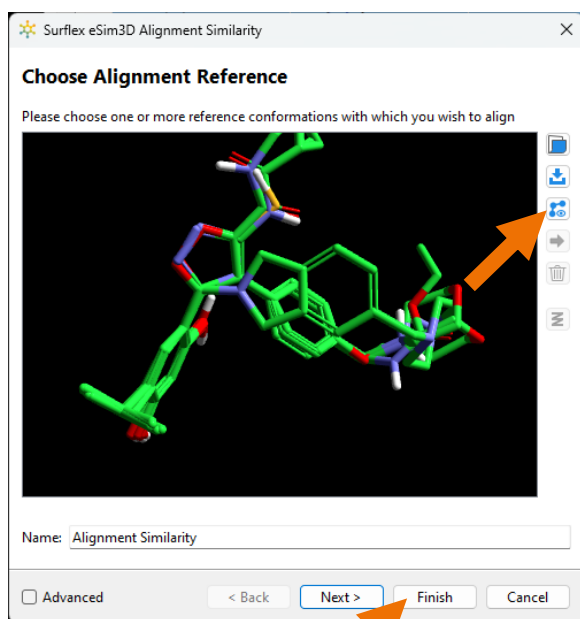 Surflex eSim3D Alignment Similarity
Choose Alignment Reference
Please choose one or more reference conformations with which you wish to align
Name: Alignment Similarity
Advanced
< Back
Next >
Finish
Cancel